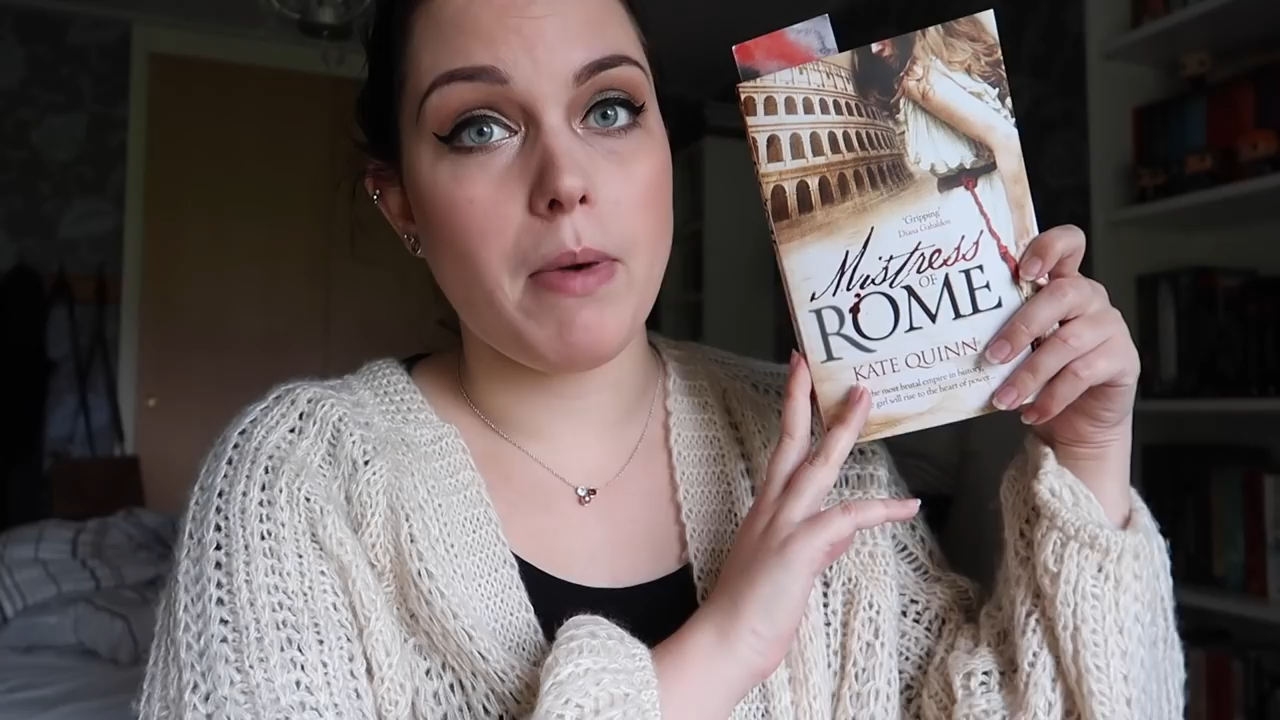 'Gripping'
Diana Gabaldon
Mistress
OF
ROME
KATE QUINN
the most brutal empire in history,
girl will rise to the heart of power...